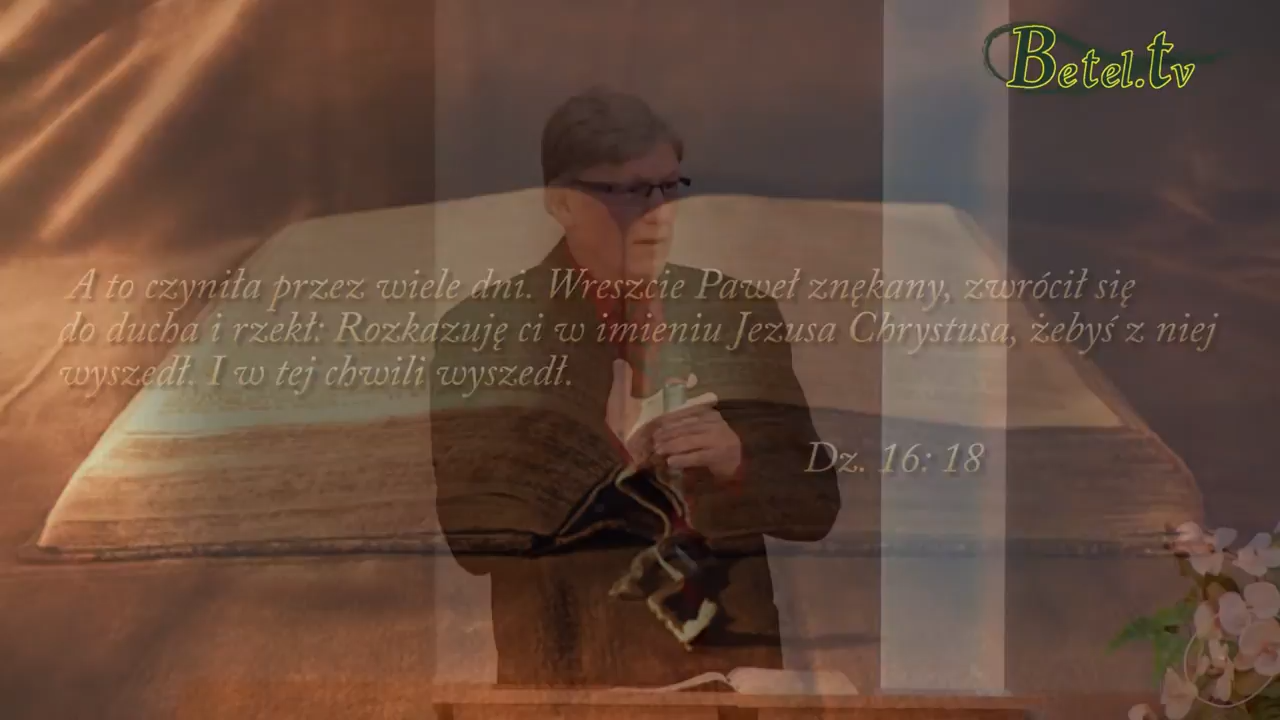 Betel.tv
A to czyniła przez wiele dni. Wreszcie Paweł znękany, zwrócił się
do ducha i rzekł: Rozkazuję ci w imieniu Jezusa Chrystusa, żebyś z niej
wyszedł. I w tej chwili wyszedł.
Dz. 16: 18